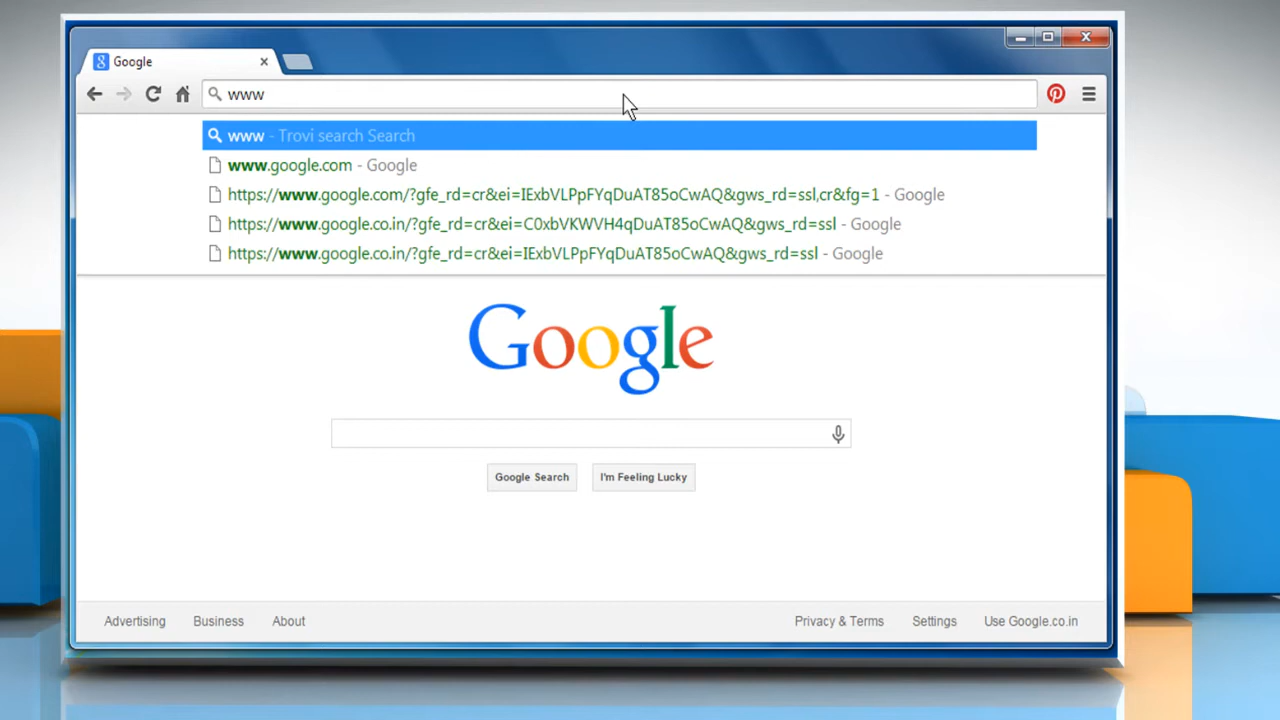 Google
www
www - Trovi search Search
www.google.com - Google
https://www.google.com/?gfe_rd=cr&ei=IExbVLPpFYqDuAT85oCwAQ&gws_rd=ssl,cr&fg=1 - Google
https://www.google.co.in/?gfe_rd=cr&ei=C0xbVKWVH4qDuAT85oCwAQ&gws_rd=ssl - Google
https://www.google.co.in/?gfe_rd=cr&ei=IExbVLPpFYqDuAT85oCwAQ&gws_rd=ssl - Google
Google
Google Search I'm Feeling Lucky
Advertising Business About Privacy & Terms Settings Use Google.co.in